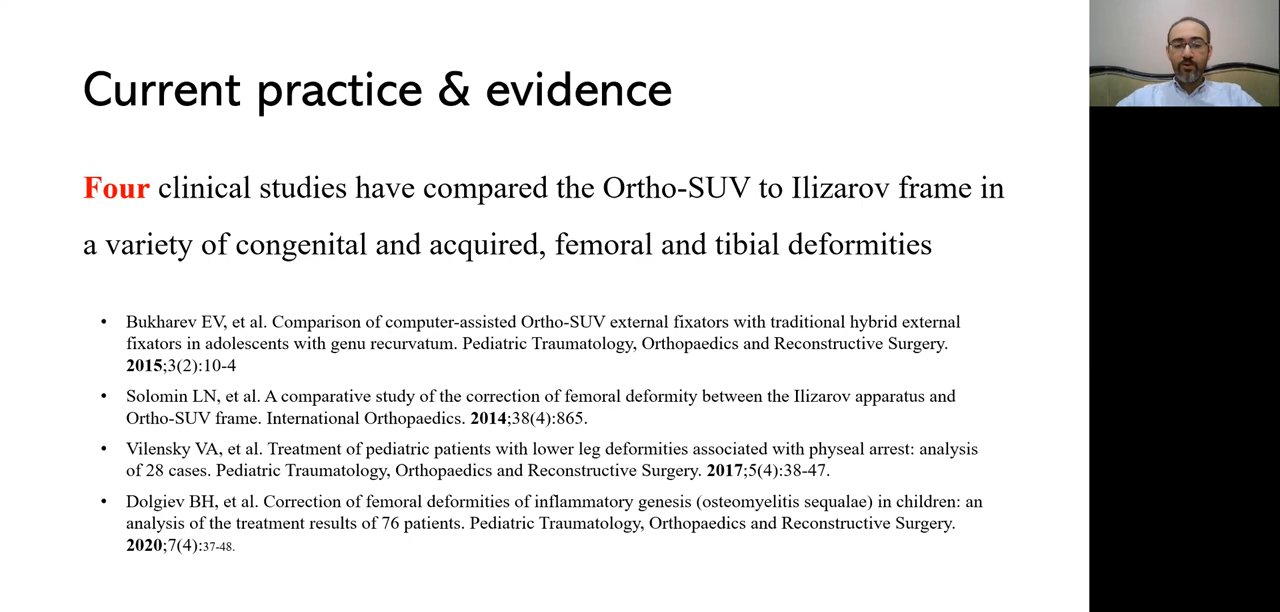 Current practice & evidence
Four clinical studies have compared the Ortho-SUV to Ilizarov frame in
a variety of congenital and acquired, femoral and tibial deformities
• Bukharev EV, et al. Comparison of computer-assisted Ortho-SUV external fixators with traditional hybrid external
fixators in adolescents with genu recurvatum. Pediatric Traumatology, Orthopaedics and Reconstructive Surgery.
2015;3(2):10-4
• Solomin LN, et al. A comparative study of the correction of femoral deformity between the Ilizarov apparatus and
Ortho-SUV frame. International Orthopaedics. 2014;38(4):865.
• Vilensky VA, et al. Treatment of pediatric patients with lower leg deformities associated with physeal arrest: analysis
of 28 cases. Pediatric Traumatology, Orthopaedics and Reconstructive Surgery. 2017;5(4):38-47.
• Dolgiev BH, et al. Correction of femoral deformities of inflammatory genesis (osteomyelitis sequalae) in children: an
analysis of the treatment results of 76 patients. Pediatric Traumatology, Orthopaedics and Reconstructive Surgery.
2020;7(4):37-48.